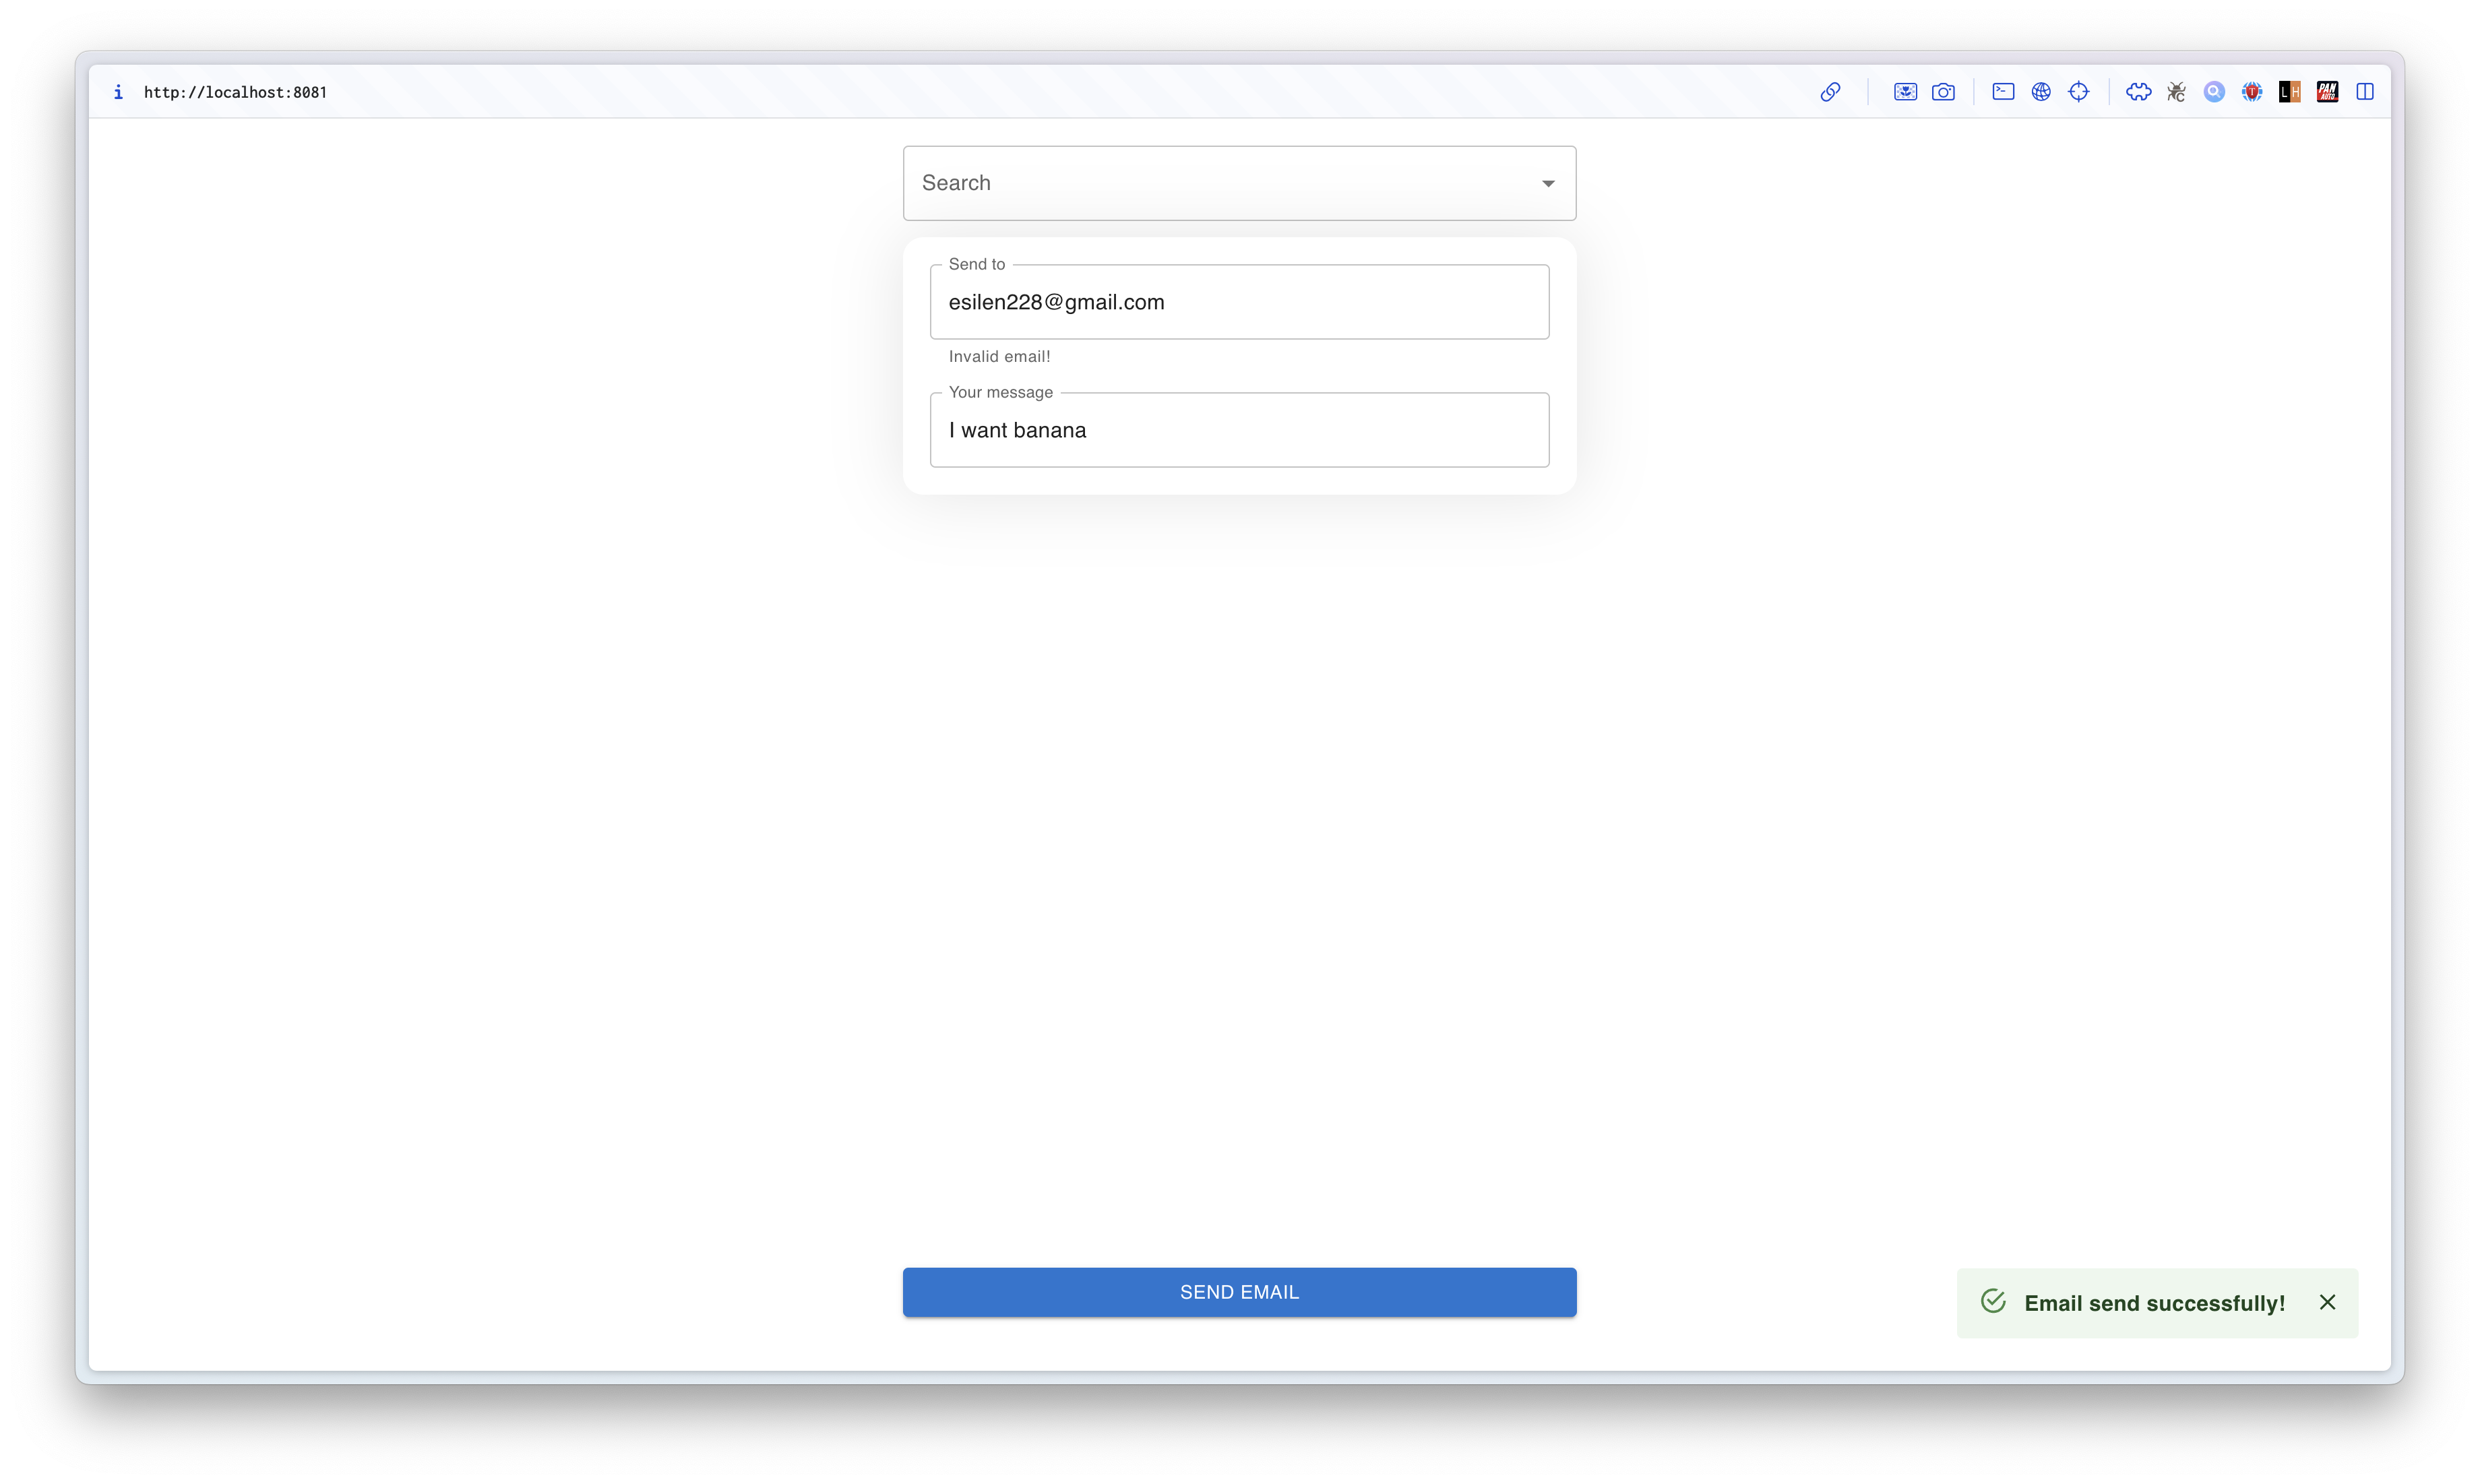 http://localhost:8081
Search
Send to
esilen228@gmail.com
Invalid email!
Your message
I want banana
SEND EMAIL
Email send successfully!